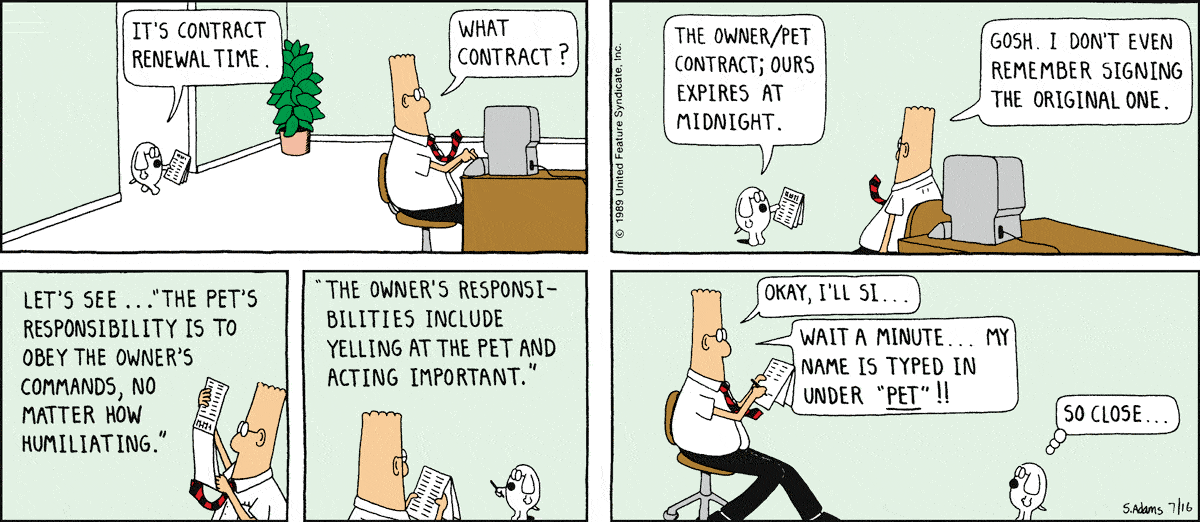 IT'S CONTRACT
RENEWAL TIME.
WHAT
CONTRACT?
THE OWNER/PET
CONTRACT; OURS
EXPIRES AT
MIDNIGHT.
GOSH. I DON'T EVEN
REMEMBER SIGNING
THE ORIGINAL ONE.
© 1989 United Feature Syndicate, Inc.
LET'S SEE..."THE PET'S
RESPONSIBILITY IS TO
OBEY THE OWNER'S
COMMANDS, NO
MATTER HOW
HUMILIATING."
"THE OWNER'S RESPONSI-
BILITIES INCLUDE
YELLING AT THE PET AND
ACTING IMPORTANT."
OKAY, I'LL SI...
WAIT A MINUTE... MY
NAME IS TYPED IN
UNDER "PET"!!
SO CLOSE...
S.Adams 7/16